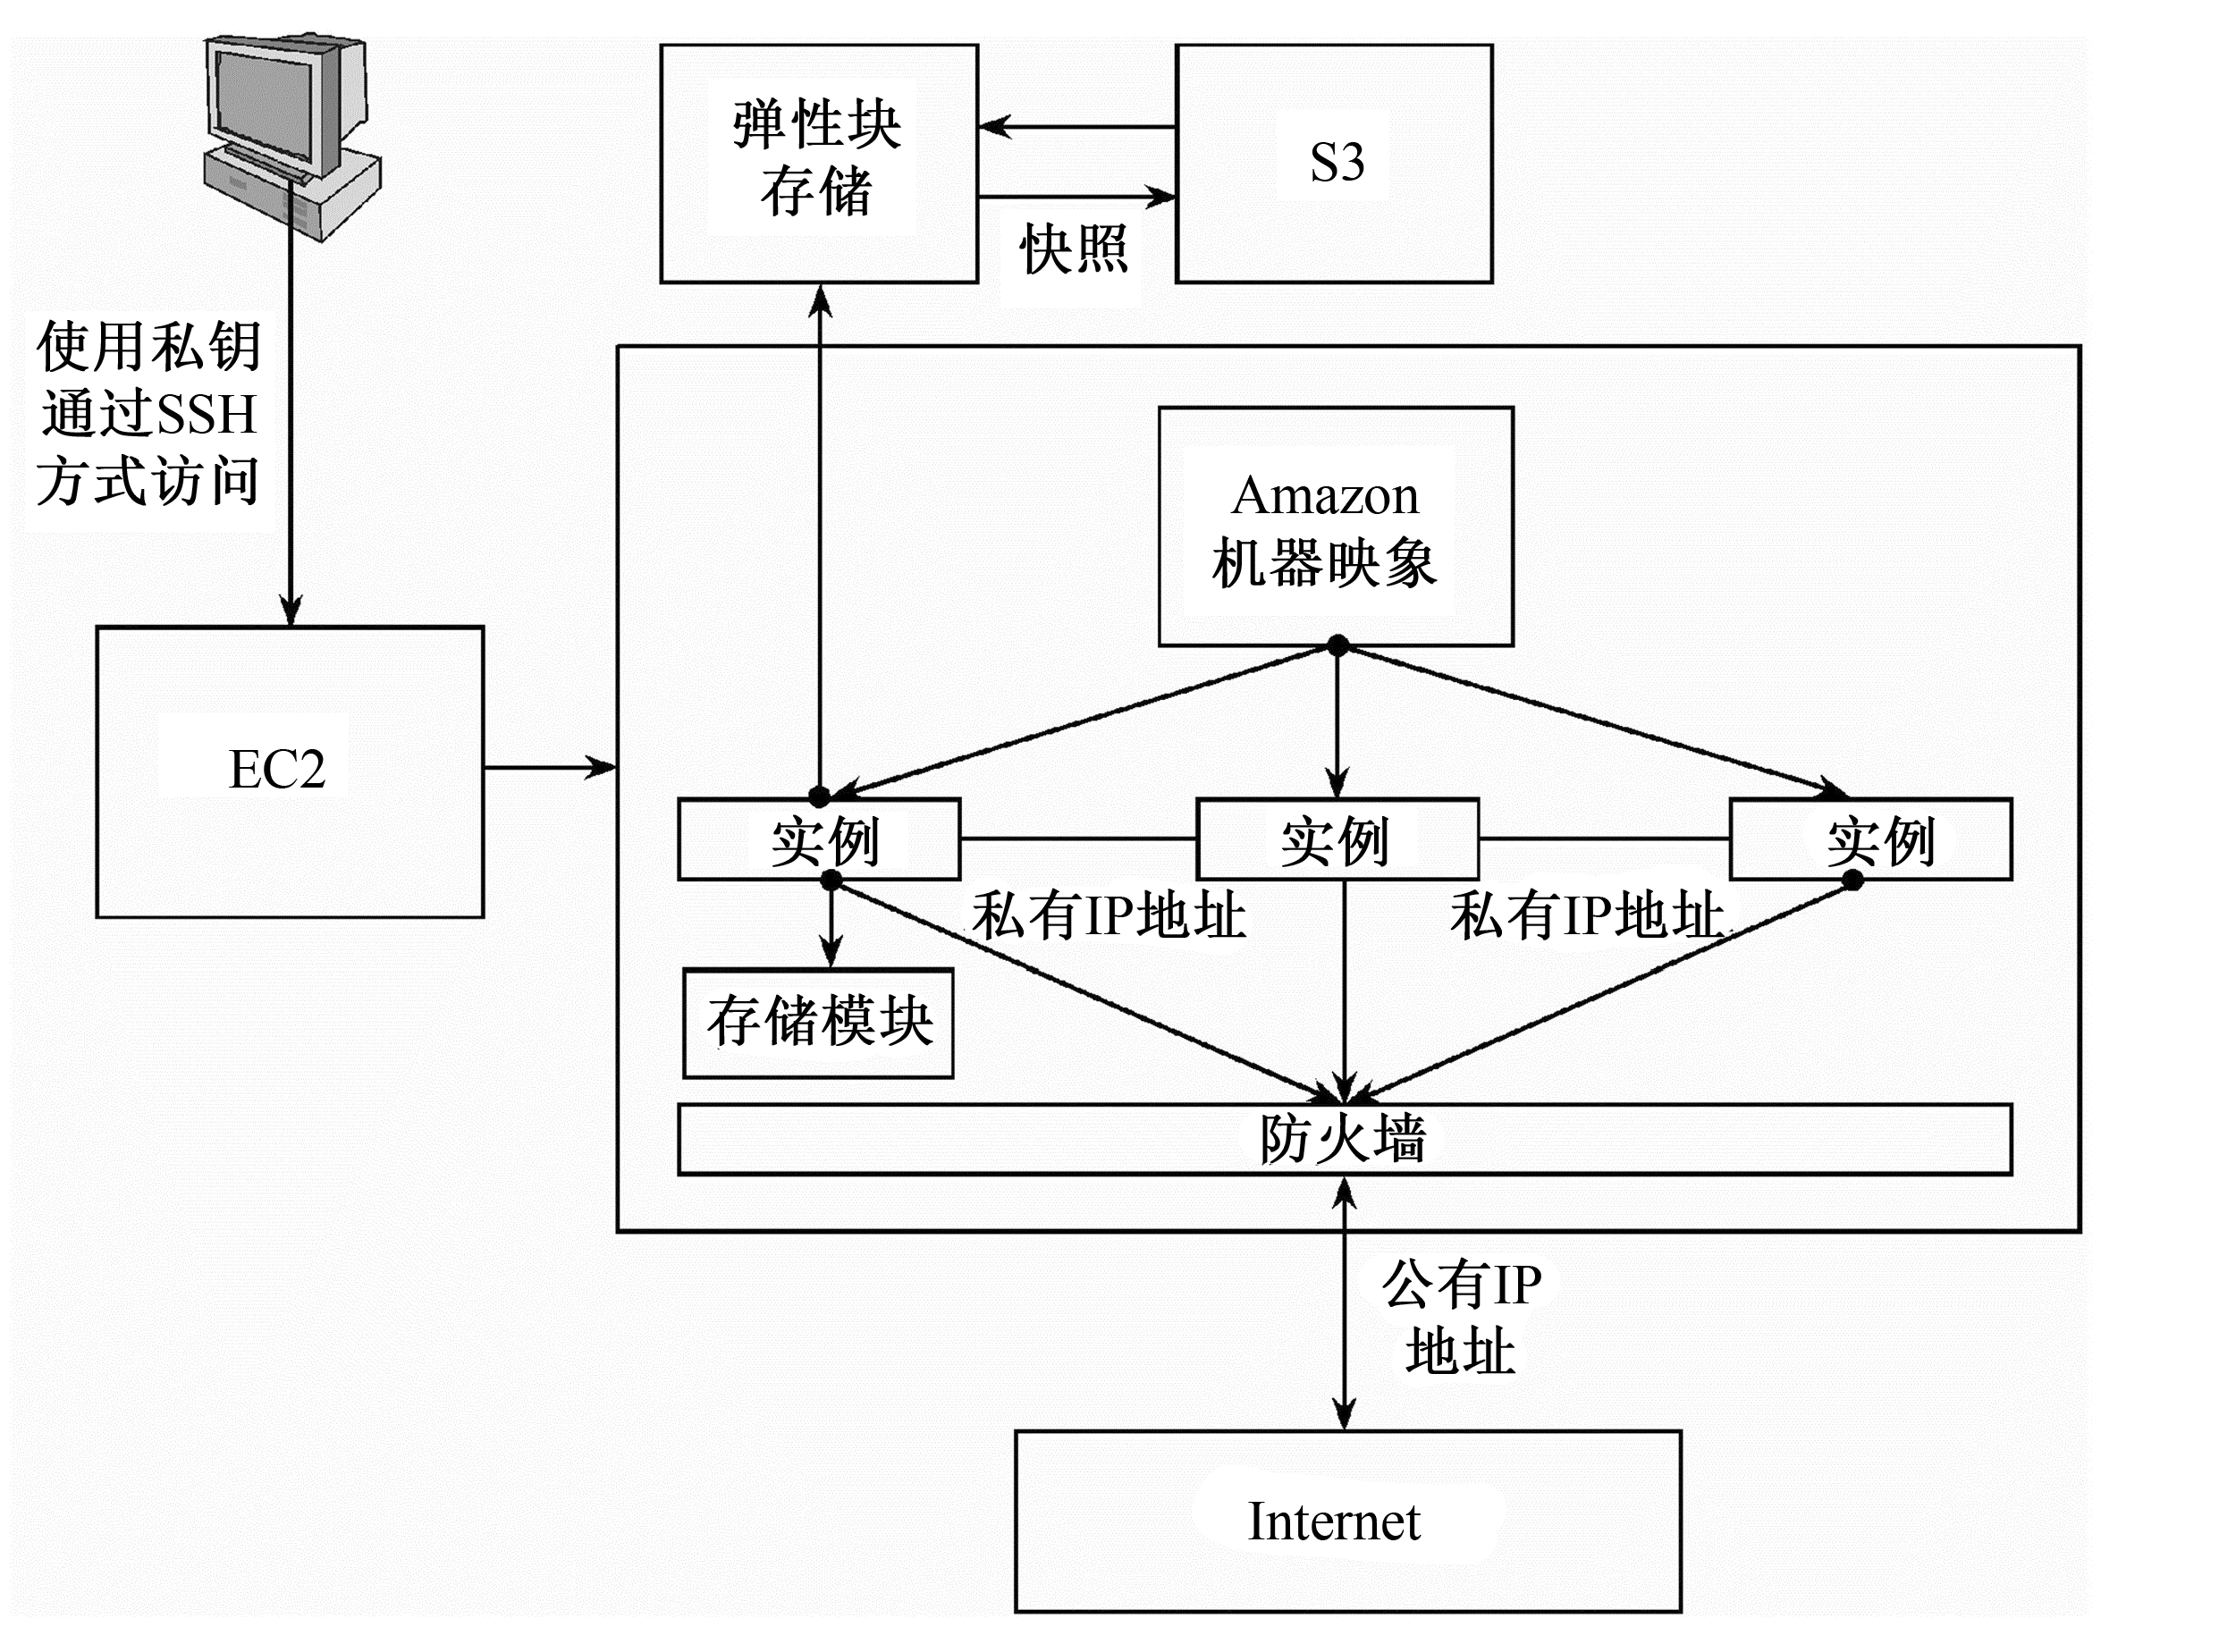 弹性块
存储
S3
快照
使用私钥
通过SSH
方式访问
Amazon
机器映象
EC2
实例
实例
实例
私有IP地址
私有IP地址
存储模块
防火墙
公有IP
地址
Internet